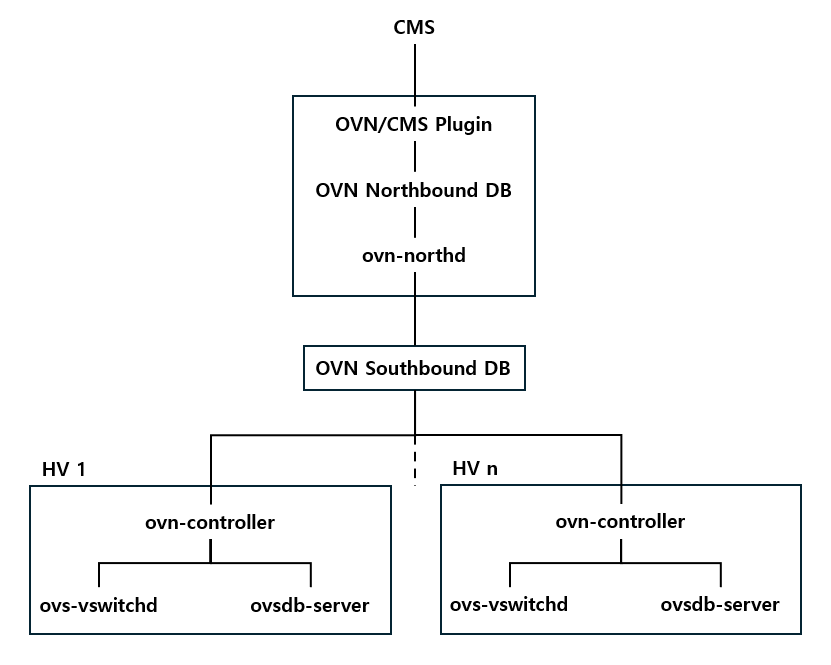 CMS
OVN/CMS Plugin
OVN Northbound DB
ovn-northd
OVN Southbound DB
HV 1
ovn-controller
ovs-vswitchd
ovsdb-server
HV n
ovn-controller
ovs-vswitchd
ovsdb-server